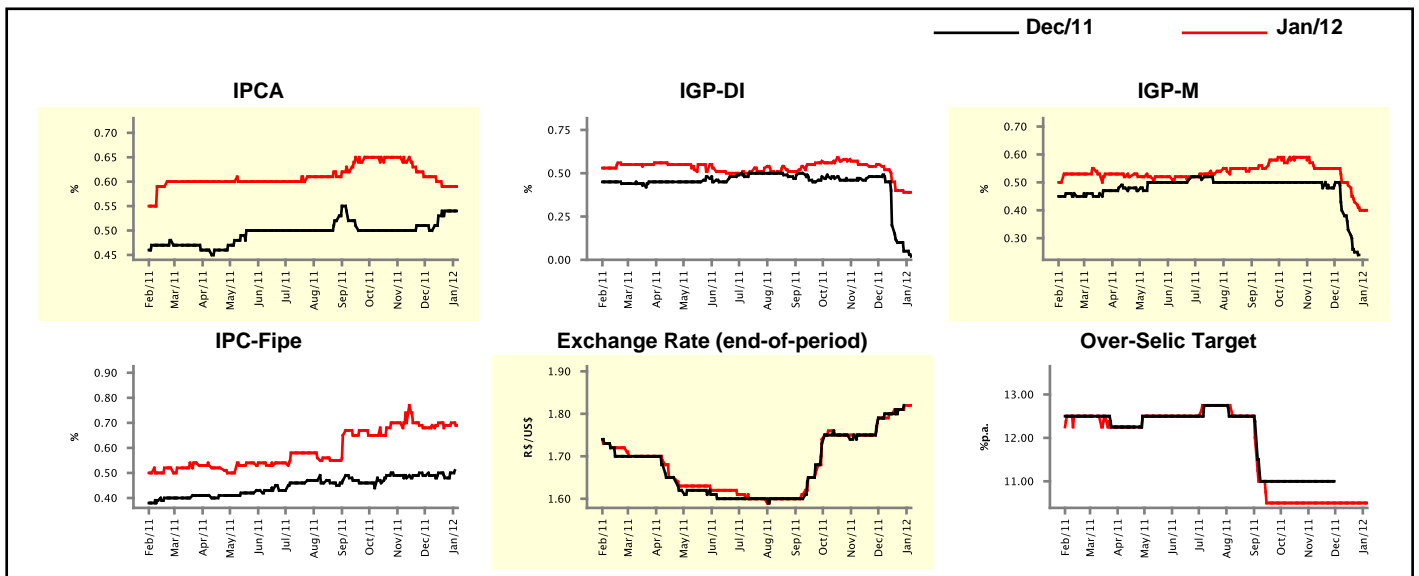 Dec/11
Jan/12
IPCA
%
0.70
0.65
0.60
0.55
0.50
0.45
Feb/11
Mar/11
Apr/11
May/11
Jun/11
Jul/11
Aug/11
Sep/11
Oct/11
Nov/11
Dec/11
Jan/12
IGP-DI
%
0.75
0.50
0.25
0.00
Feb/11
Mar/11
Apr/11
May/11
Jun/11
Jul/11
Aug/11
Sep/11
Oct/11
Nov/11
Dec/11
Jan/12
IGP-M
%
0.70
0.60
0.50
0.40
0.30
Feb/11
Mar/11
Apr/11
May/11
Jun/11
Jul/11
Aug/11
Sep/11
Oct/11
Nov/11
Dec/11
Jan/12
IPC-Fipe
%
0.90
0.80
0.70
0.60
0.50
0.40
Feb/11
Mar/11
Apr/11
May/11
Jun/11
Jul/11
Aug/11
Sep/11
Oct/11
Nov/11
Dec/11
Jan/12
Exchange Rate (end-of-period)
R$/US$
1.90
1.80
1.70
1.60
Feb/11
Mar/11
Apr/11
May/11
Jun/11
Jul/11
Aug/11
Sep/11
Oct/11
Nov/11
Dec/11
Jan/12
Over-Selic Target
%p.a.
13.00
12.00
11.00
Feb/11
Mar/11
Apr/11
May/11
Jun/11
Jul/11
Aug/11
Sep/11
Oct/11
Nov/11
Dec/11
Jan/12